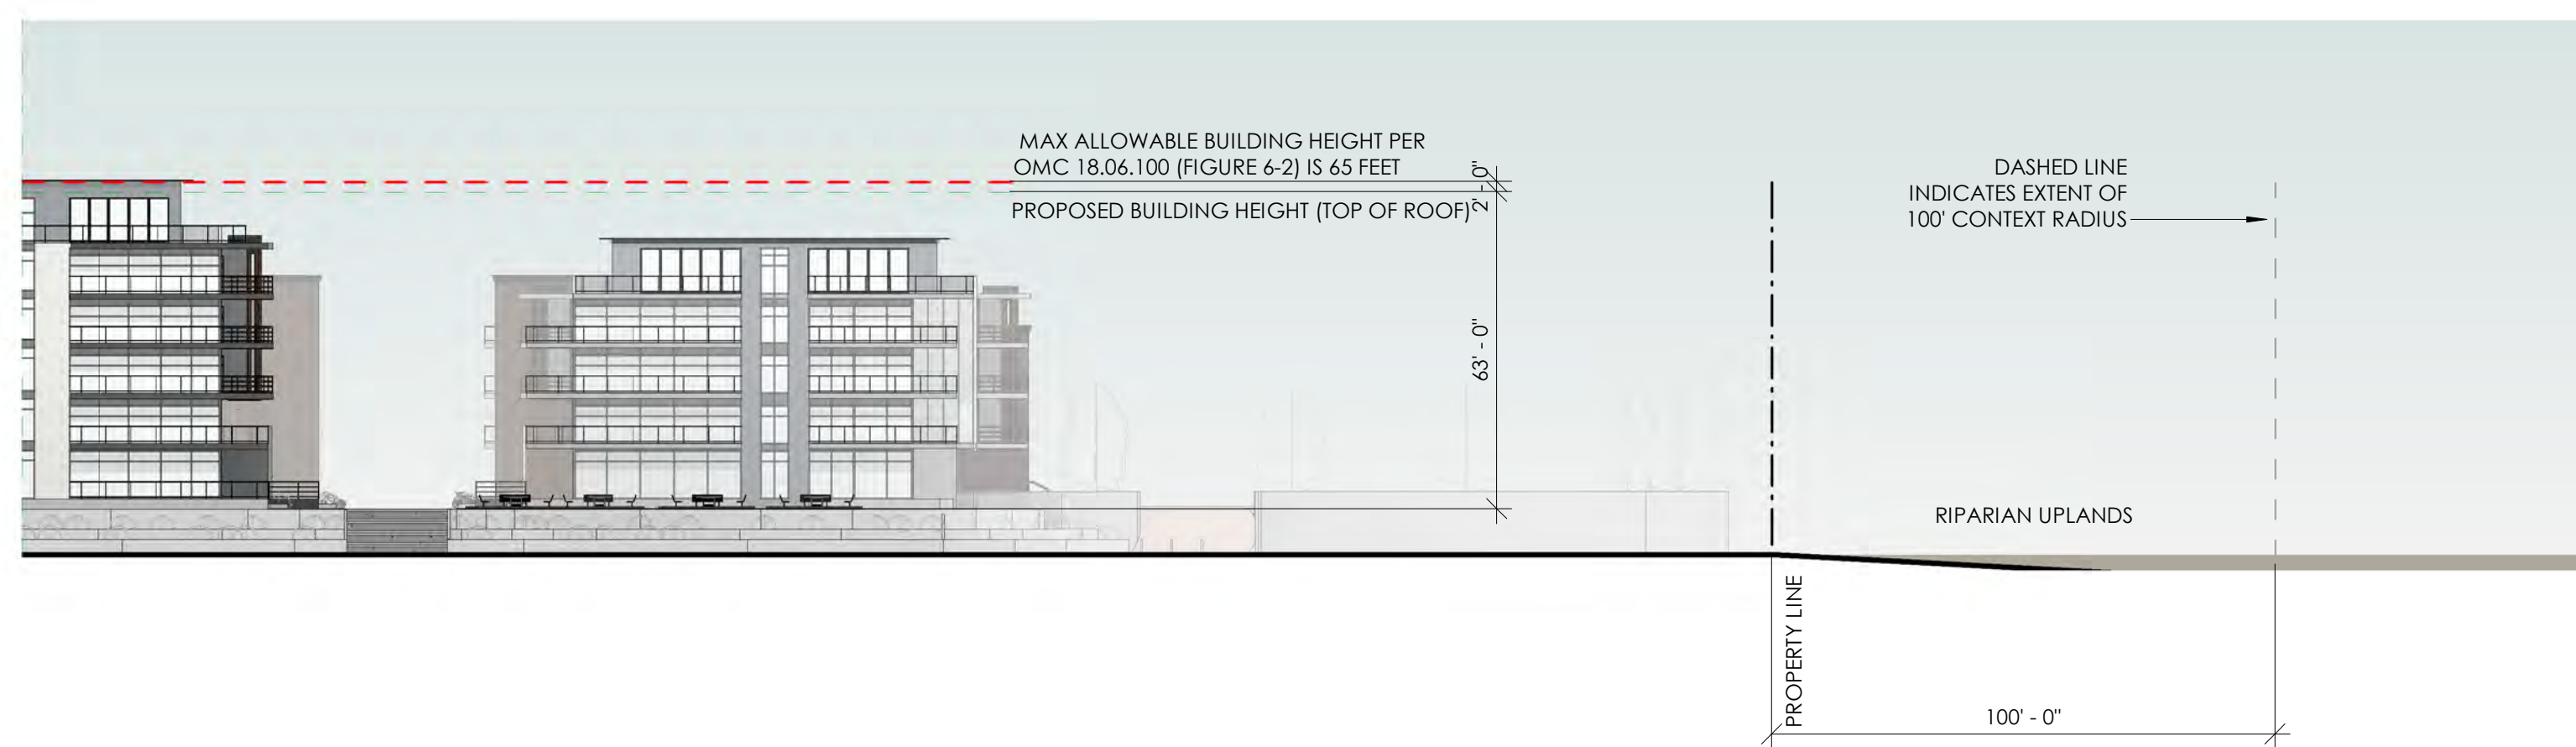 MAX ALLOWABLE BUILDING HEIGHT PER
OMC 18.06.100 (FIGURE 6-2) IS 65 FEET
PROPOSED BUILDING HEIGHT (TOP OF ROOF)
2' - 0"
63' - 0"
DASHED LINE
INDICATES EXTENT OF
100' CONTEXT RADIUS
RIPARIAN UPLANDS
PROPERTY LINE
100' - 0"